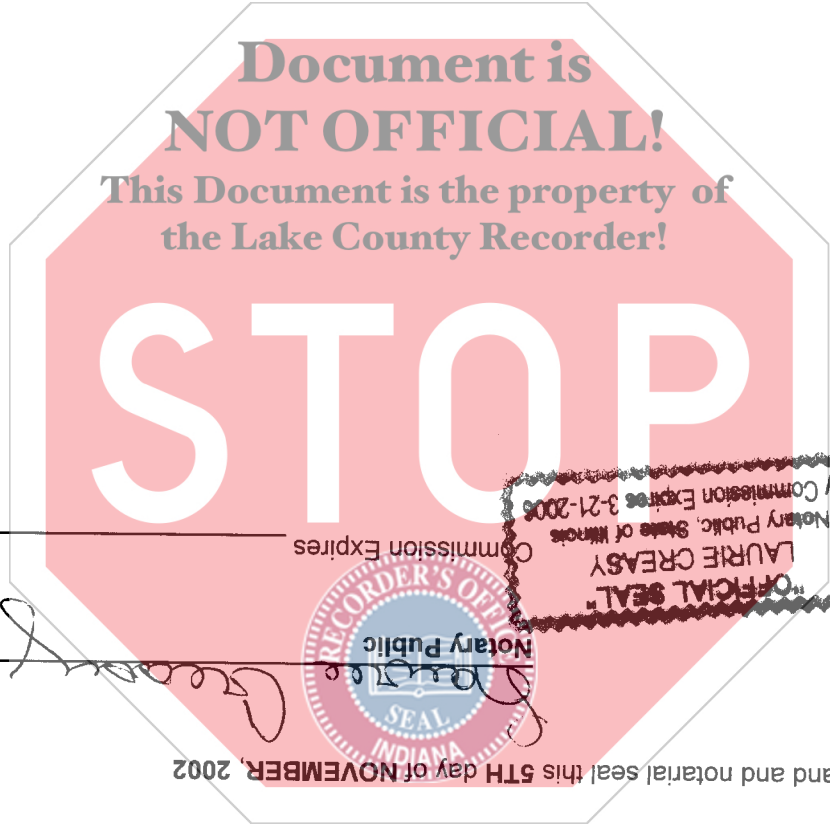 Document is
NOT OFFICIAL!
This Document is the property of
the Lake County Recorder!
STOP
and notarial seal this 5TH day of NOVEMBER, 2002
Laurie Creasy
Notary Public
Commission Expires
"OFFICIAL SEAL"
LAURIE CREASY
Notary Public, State of Illinois
Commission Expires 3-21-2006
RECORDER'S OFFICE
SEAL
INDIANA